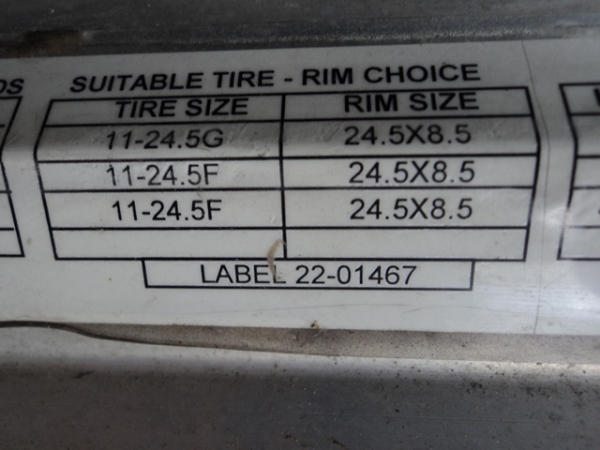 DS
SUITABLE TIRE - RIM CHOICE
TIRE SIZE RIM SIZE
11-24.5G 24.5X8.5
11-24.5F 24.5X8.5
11-24.5F 24.5X8.5
LABEL 22-01467